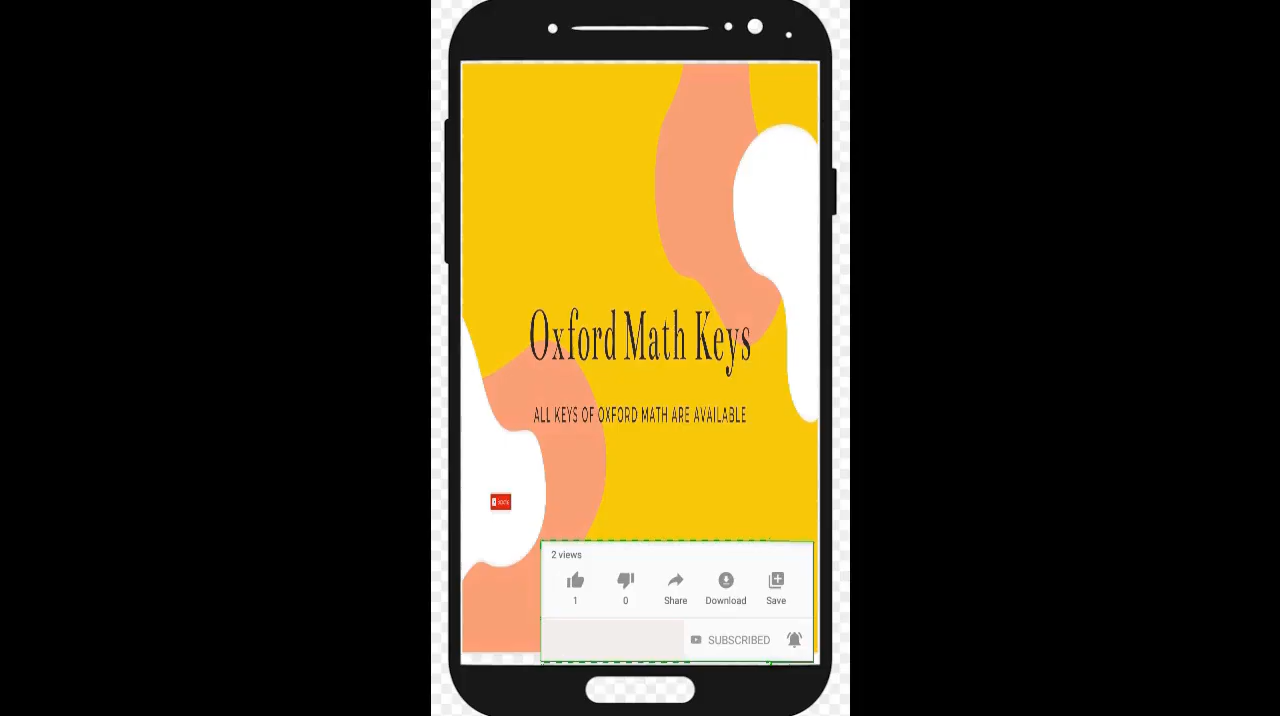 Oxford Math Keys
ALL KEYS OF OXFORD MATH ARE AVAILABLE
2 views
1 0 Share Download Save
SUBSCRIBED